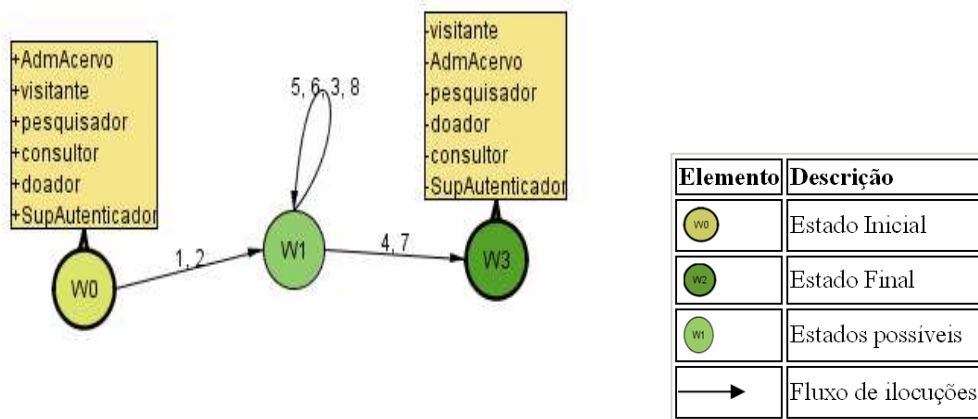 +AdmAcervo
+visitante
+pesquisador
+consultor
+doador
+SupAutenticador
W0
1, 2
5, 6, 3, 8
W1
4, 7
-visitante
-AdmAcervo
-pesquisador
-doador
-consultor
-SupAutenticador
W3
Elemento Descrição
W0 Estado Inicial
W2 Estado Final
W1 Estados possíveis
Fluxo de ilocuções